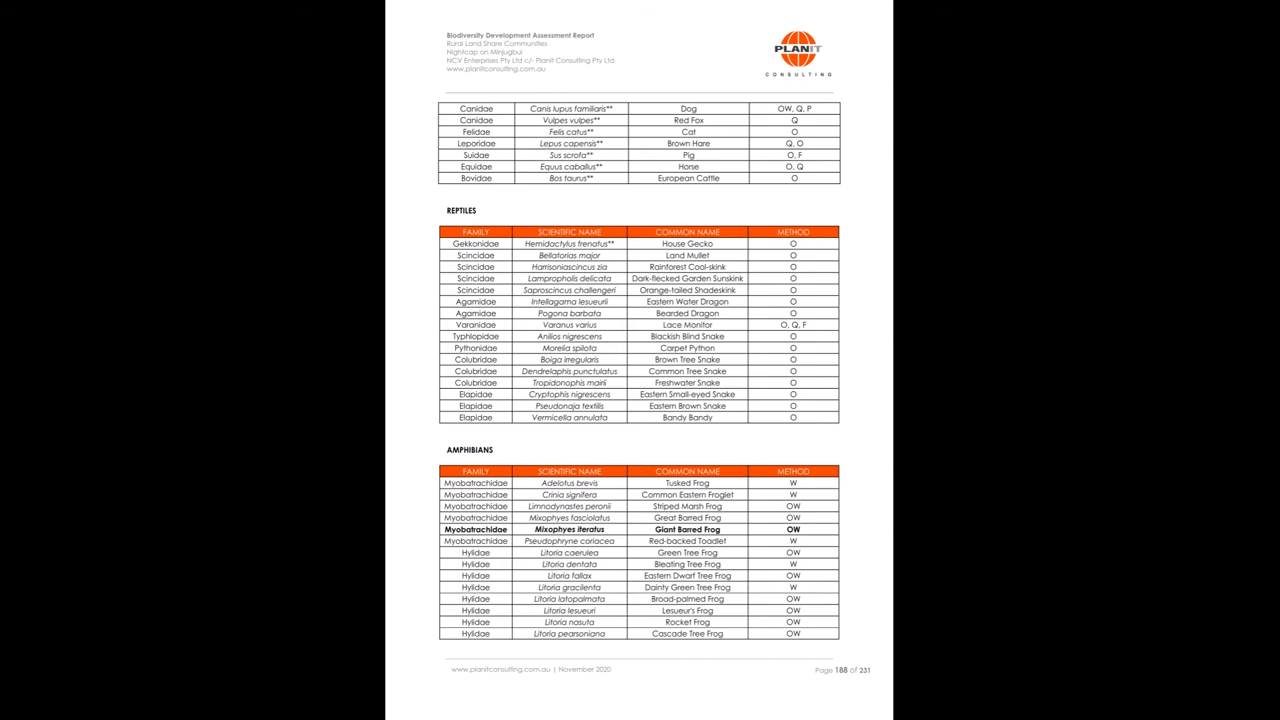 Biodiversity Development Assessment Report
Rural Land Share Communities
Nightcap on Minjugbui
NCV Enterprises Pty Ltd c/- Planit Consulting Pty Ltd
www.planitconsulting.com.au
PLANIT
CONSULTING
Canidae Canis lupus familiaris** Dog OW, Q, P
Canidae Vulpes vulpes** Red Fox Q
Felidae Felis catus** Cat O
Leporidae Lepus capensis** Brown Hare Q, O
Suidae Sus scrofa** Pig O, F
Equidae Equus caballus** Horse O, Q
Bovidae Bos taurus** European Cattle O
REPTILES
FAMILY SCIENTIFIC NAME COMMON NAME METHOD
Gekkonidae Hemidactylus frenatus** House Gecko O
Scincidae Bellatorias major Land Mullet O
Scincidae Harrisoniascincus zia Rainforest Cool-skink O
Scincidae Lampropholis delicata Dark-flecked Garden Sunskink O
Scincidae Saproscincus challengeri Orange-tailed Shadeskink O
Agamidae Intellagama lesueurii Eastern Water Dragon O
Agamidae Pogona barbata Bearded Dragon O
Varanidae Varanus varius Lace Monitor O, Q, F
Typhlopidae Anilios nigrescens Blackish Blind Snake O
Pythonidae Morelia spilota Carpet Python O
Colubridae Boiga irregularis Brown Tree Snake O
Colubridae Dendrelaphis punctulatus Common Tree Snake O
Colubridae Tropidonophis mairii Freshwater Snake O
Elapidae Cryptophis nigrescens Eastern Small-eyed Snake O
Elapidae Pseudonaja textilis Eastern Brown Snake O
Elapidae Vermicella annulata Bandy Bandy O
AMPHIBIANS
FAMILY SCIENTIFIC NAME COMMON NAME METHOD
Myobatrachidae Adelotus brevis Tusked Frog W
Myobatrachidae Crinia signifera Common Eastern Froglet W
Myobatrachidae Limnodynastes peronii Striped Marsh Frog OW
Myobatrachidae Mixophyes fasciolatus Great Barred Frog OW
Myobatrachidae Mixophyes iteratus Giant Barred Frog OW
Myobatrachidae Pseudophryne coriacea Red-backed Toadlet W
Hylidae Litoria caerulea Green Tree Frog OW
Hylidae Litoria dentata Bleating Tree Frog W
Hylidae Litoria fallax Eastern Dwarf Tree Frog OW
Hylidae Litoria gracilenta Dainty Green Tree Frog W
Hylidae Litoria latopalmata Broad-palmed Frog OW
Hylidae Litoria lesueuri Lesueur's Frog OW
Hylidae Litoria nasuta Rocket Frog OW
Hylidae Litoria pearsoniana Cascade Tree Frog OW
www.planitconsulting.com.au | November 2020 Page 188 of 231